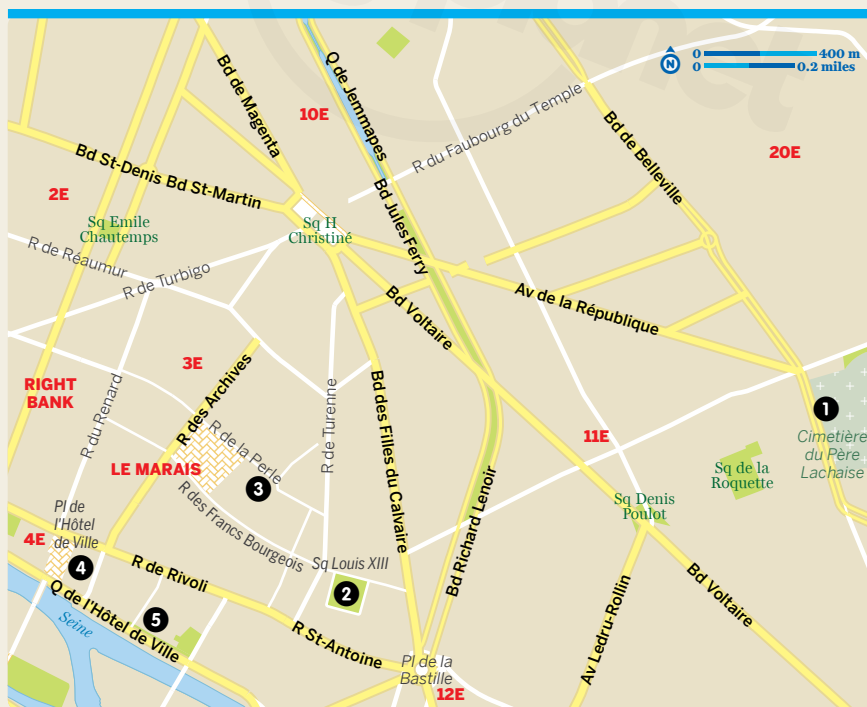 N
0 400 m
0 0.2 miles
Bd de Magenta
Q de Jemmapes
10E
R du Faubourg du Temple
Bd de Belleville
20E
Bd St-Denis Bd St-Martin
2E
Sq Emile
Chautemps
Sq H
Christiné
Bd Jules Ferry
R de Réaumur
R de Turbigo
Bd Voltaire
Av de la République
3E
RIGHT
BANK
R du Renard
R des Archives
R de Turenne
Bd des Filles du Calvaire
11E
1
Cimetière
du Père
Lachaise
LE MARAIS
R de la Perle
3
Sq de la
Roquette
R des Francs Bourgeois
Bd Richard Lenoir
Sq Denis
Poulot
Pl de
l'Hôtel
de Ville
4E
4
R de Rivoli
Sq Louis XIII
2
Bd Voltaire
Q de l'Hôtel de Ville
5
Seine
R St-Antoine
Av Ledru-Rollin
Pl de la
Bastille
12E